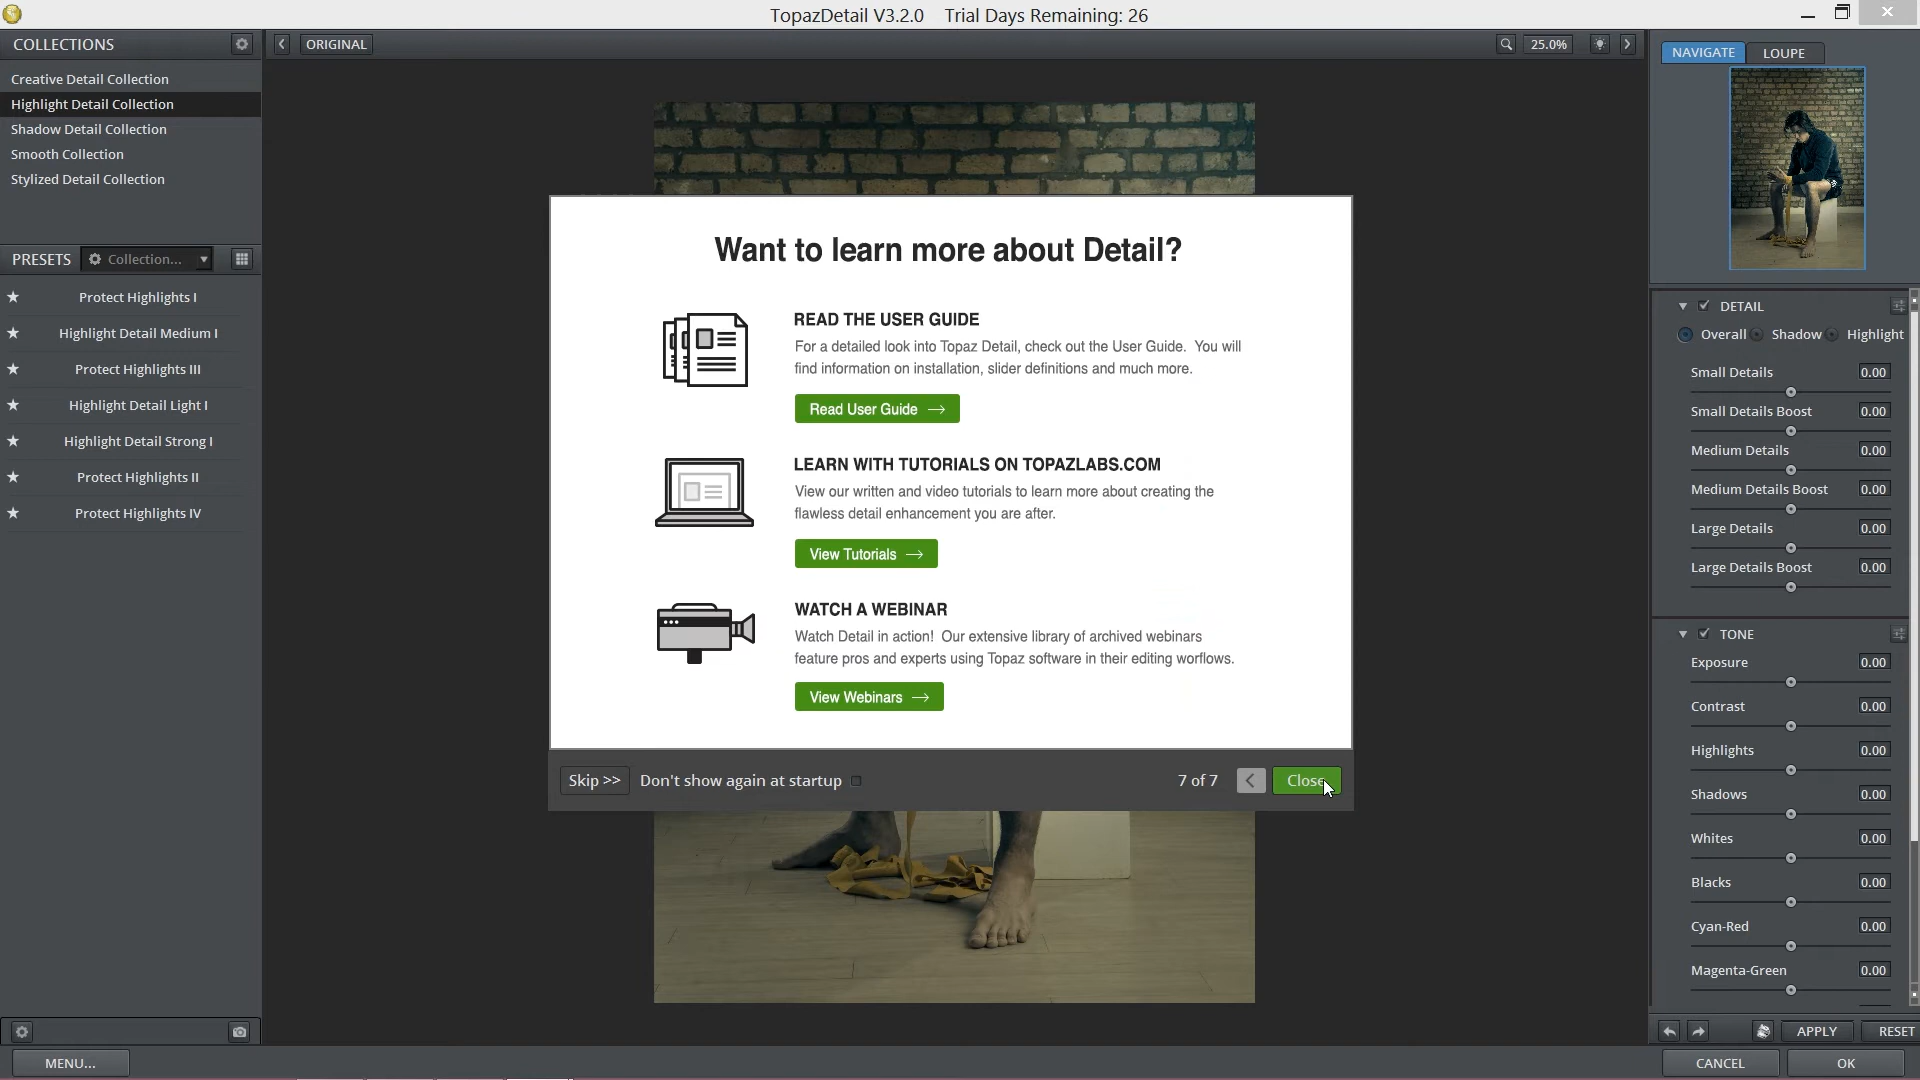 TopazDetail V3.2.0 Trial Days Remaining: 26
COLLECTIONS
Creative Detail Collection
Highlight Detail Collection
Shadow Detail Collection
Smooth Collection
Stylized Detail Collection
PRESETS Collection...
Protect Highlights I
Highlight Detail Medium I
Protect Highlights III
Highlight Detail Light I
Highlight Detail Strong I
Protect Highlights II
Protect Highlights IV
MENU...
ORIGINAL
25.0%
Want to learn more about Detail?
READ THE USER GUIDE
For a detailed look into Topaz Detail, check out the User Guide. You will
find information on installation, slider definitions and much more.
Read User Guide
LEARN WITH TUTORIALS ON TOPAZLABS.COM
View our written and video tutorials to learn more about creating the
flawless detail enhancement you are after.
View Tutorials
WATCH A WEBINAR
Watch Detail in action! Our extensive library of archived webinars
feature pros and experts using Topaz software in their editing worflows.
View Webinars
Skip >> Don't show again at startup 7 of 7 Close
NAVIGATE LOUPE
DETAIL
Overall Shadow Highlight
Small Details 0.00
Small Details Boost 0.00
Medium Details 0.00
Medium Details Boost 0.00
Large Details 0.00
Large Details Boost 0.00
TONE
Exposure 0.00
Contrast 0.00
Highlights 0.00
Shadows 0.00
Whites 0.00
Blacks 0.00
Cyan-Red 0.00
Magenta-Green 0.00
APPLY RESET
CANCEL OK